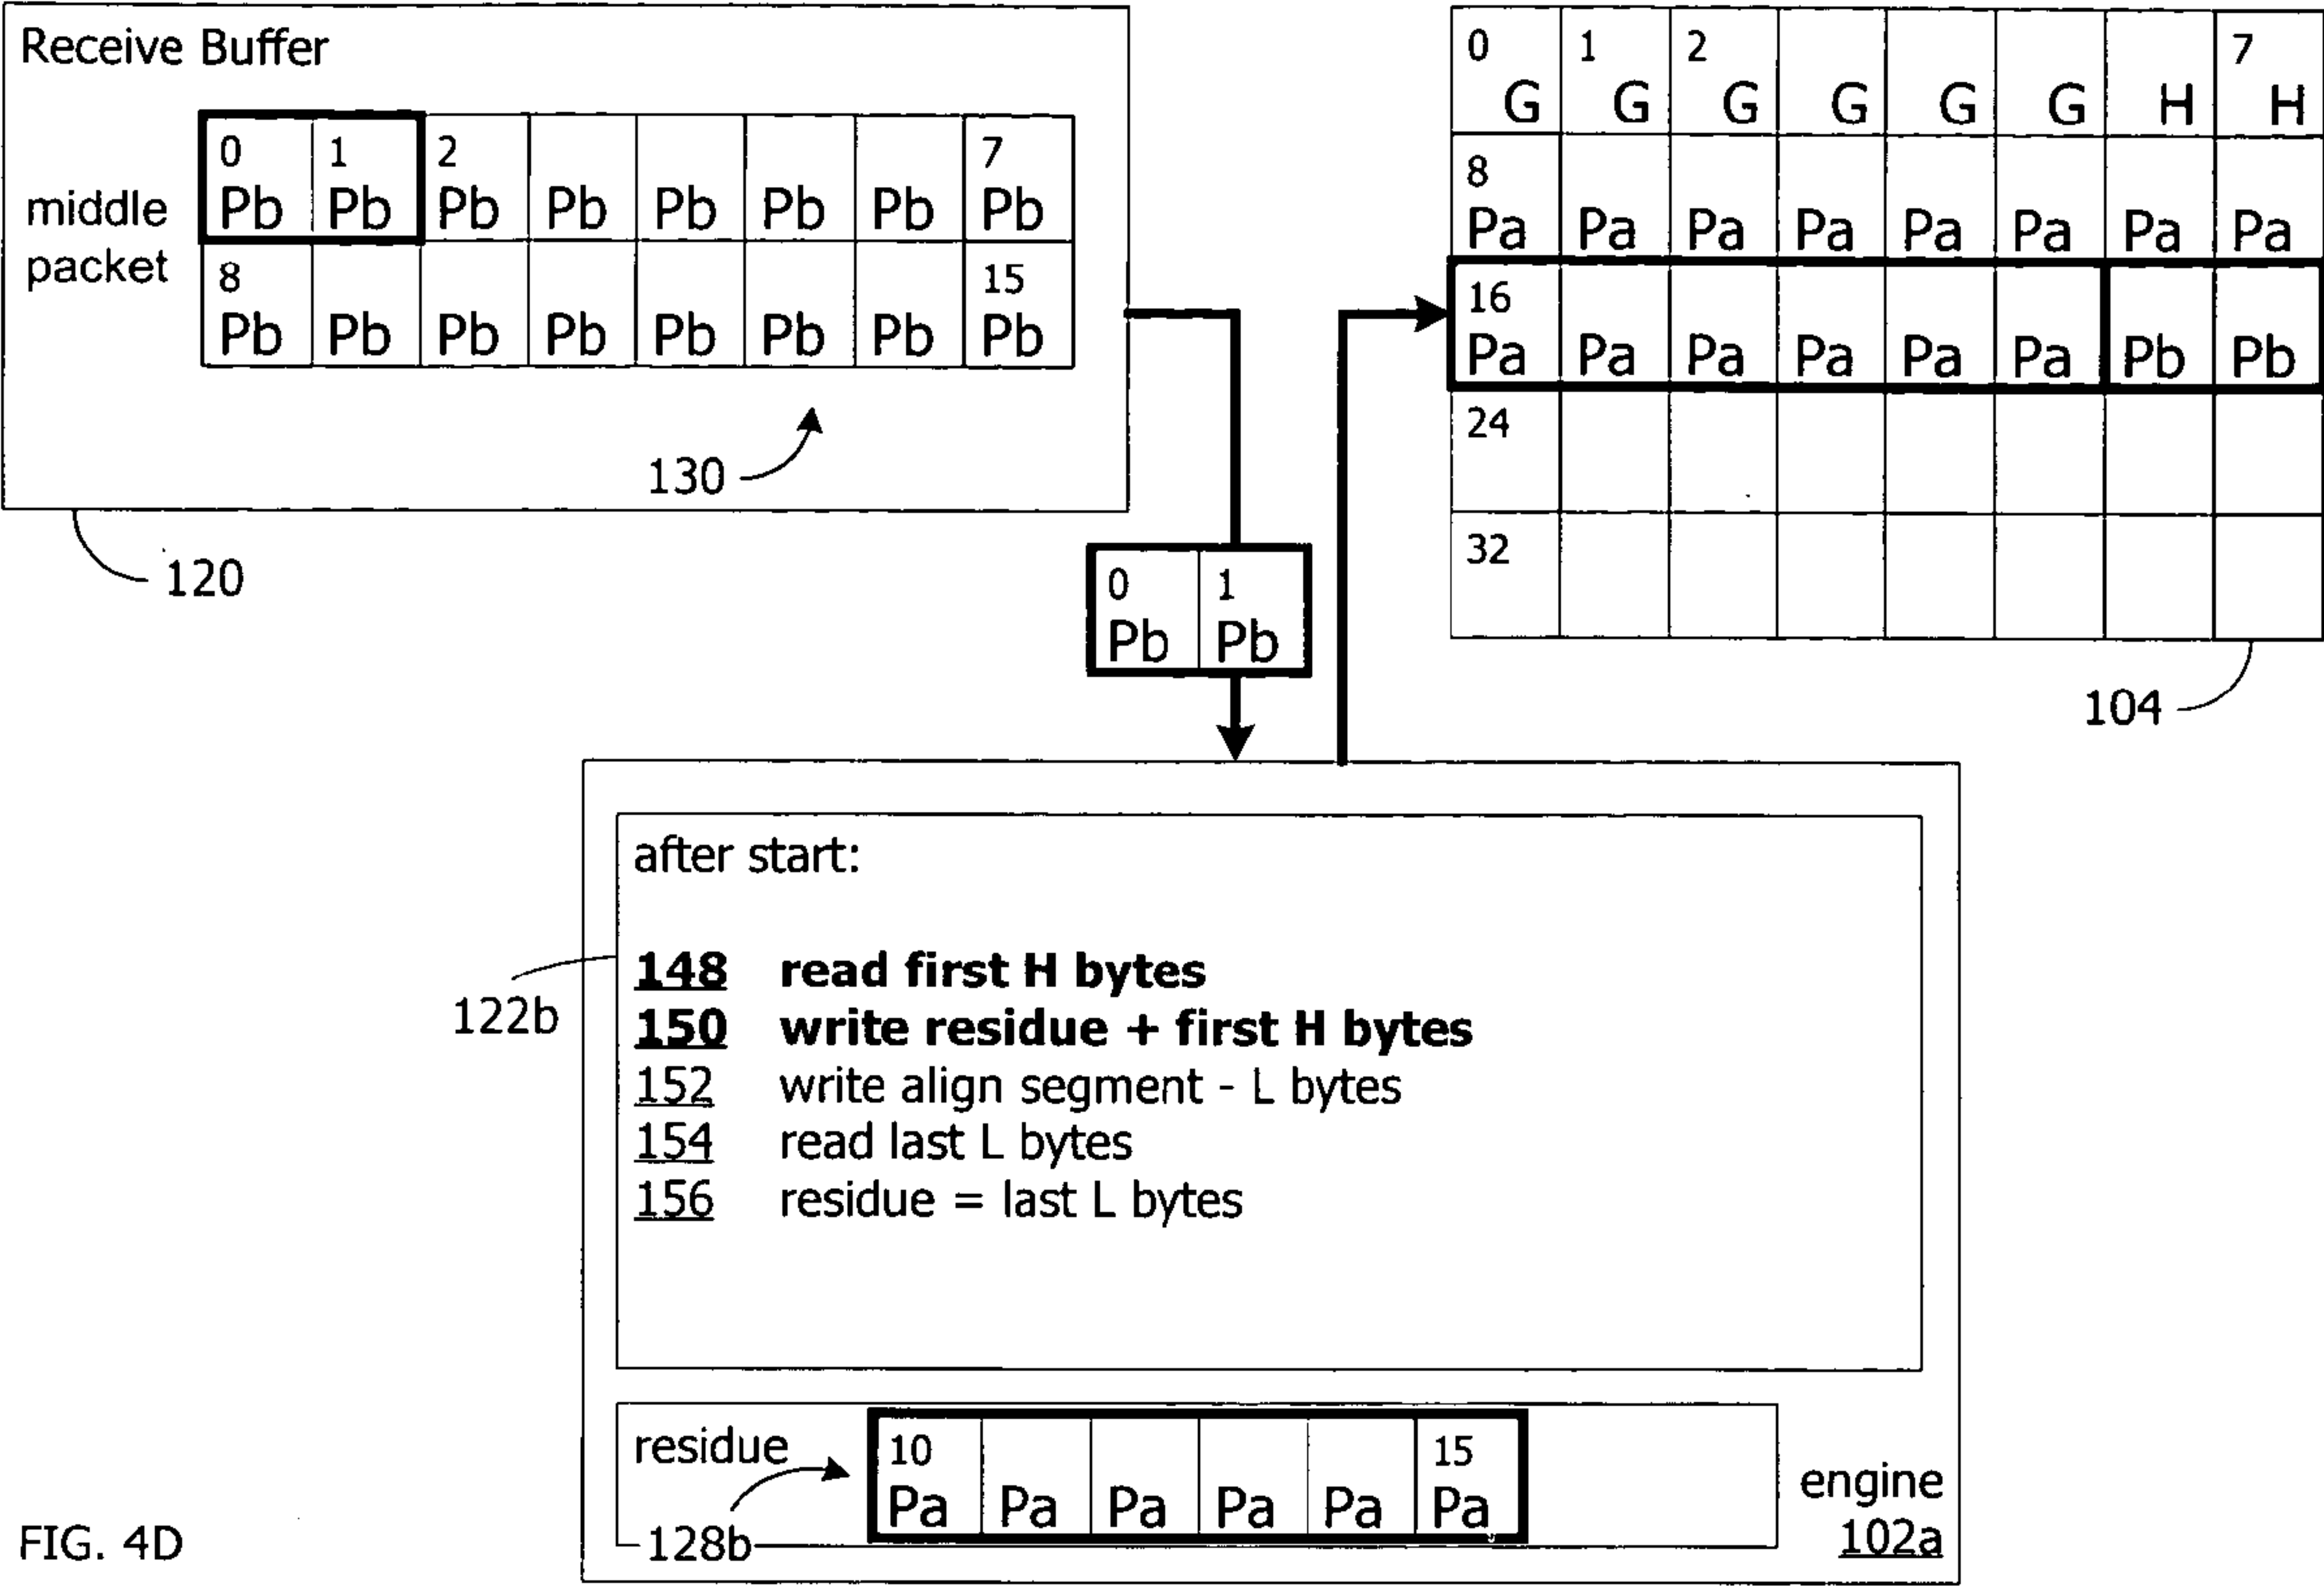 Receive Buffer
middle
packet
0 1 2 7
Pb Pb Pb Pb Pb Pb Pb Pb
8 15
Pb Pb Pb Pb Pb Pb Pb Pb
130
120
0 1 2 7
G G G G G G H H
8
Pa Pa Pa Pa Pa Pa Pa Pa
16
Pa Pa Pa Pa Pa Pa Pb Pb
24
32
104
0 1
Pb Pb
after start:
148 read first H bytes
150 write residue + first H bytes
152 write align segment - L bytes
154 read last L bytes
156 residue = last L bytes
122b
residue
10 15
Pa Pa Pa Pa Pa Pa
128b
engine
102a
FIG. 4D